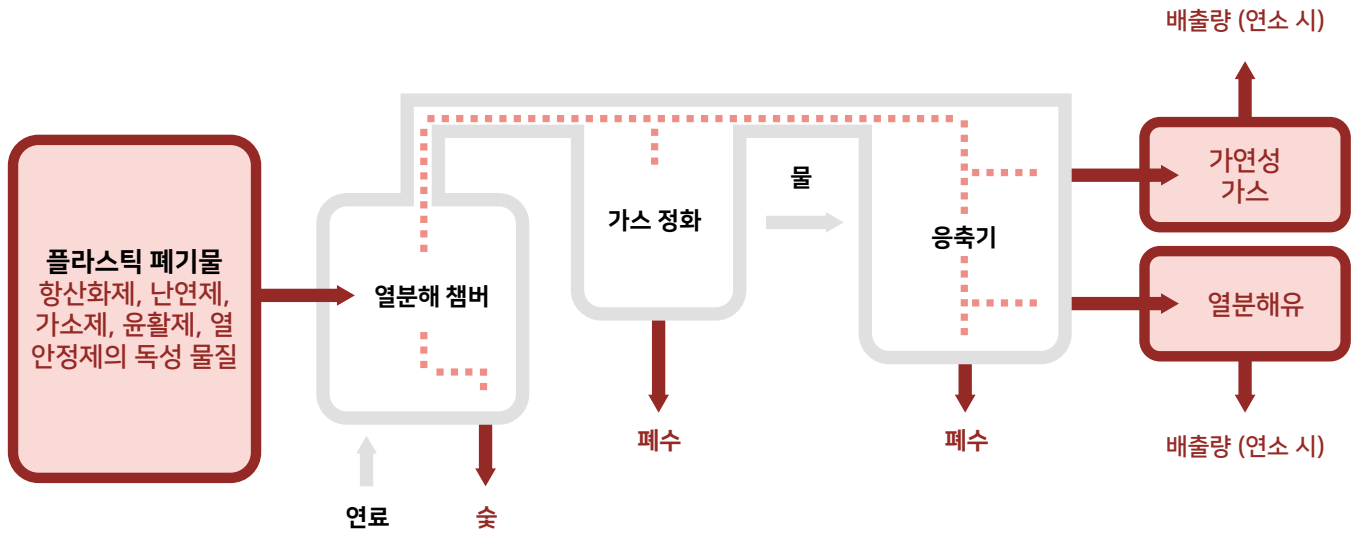 배출량 (연소 시)
플라스틱 폐기물
항산화제, 난연제,
가소제, 윤활제, 열
안정제의 독성 물질
열분해 챔버
가스 정화
물
응축기
가연성
가스
열분해유
연료
숯
폐수
폐수
배출량 (연소 시)